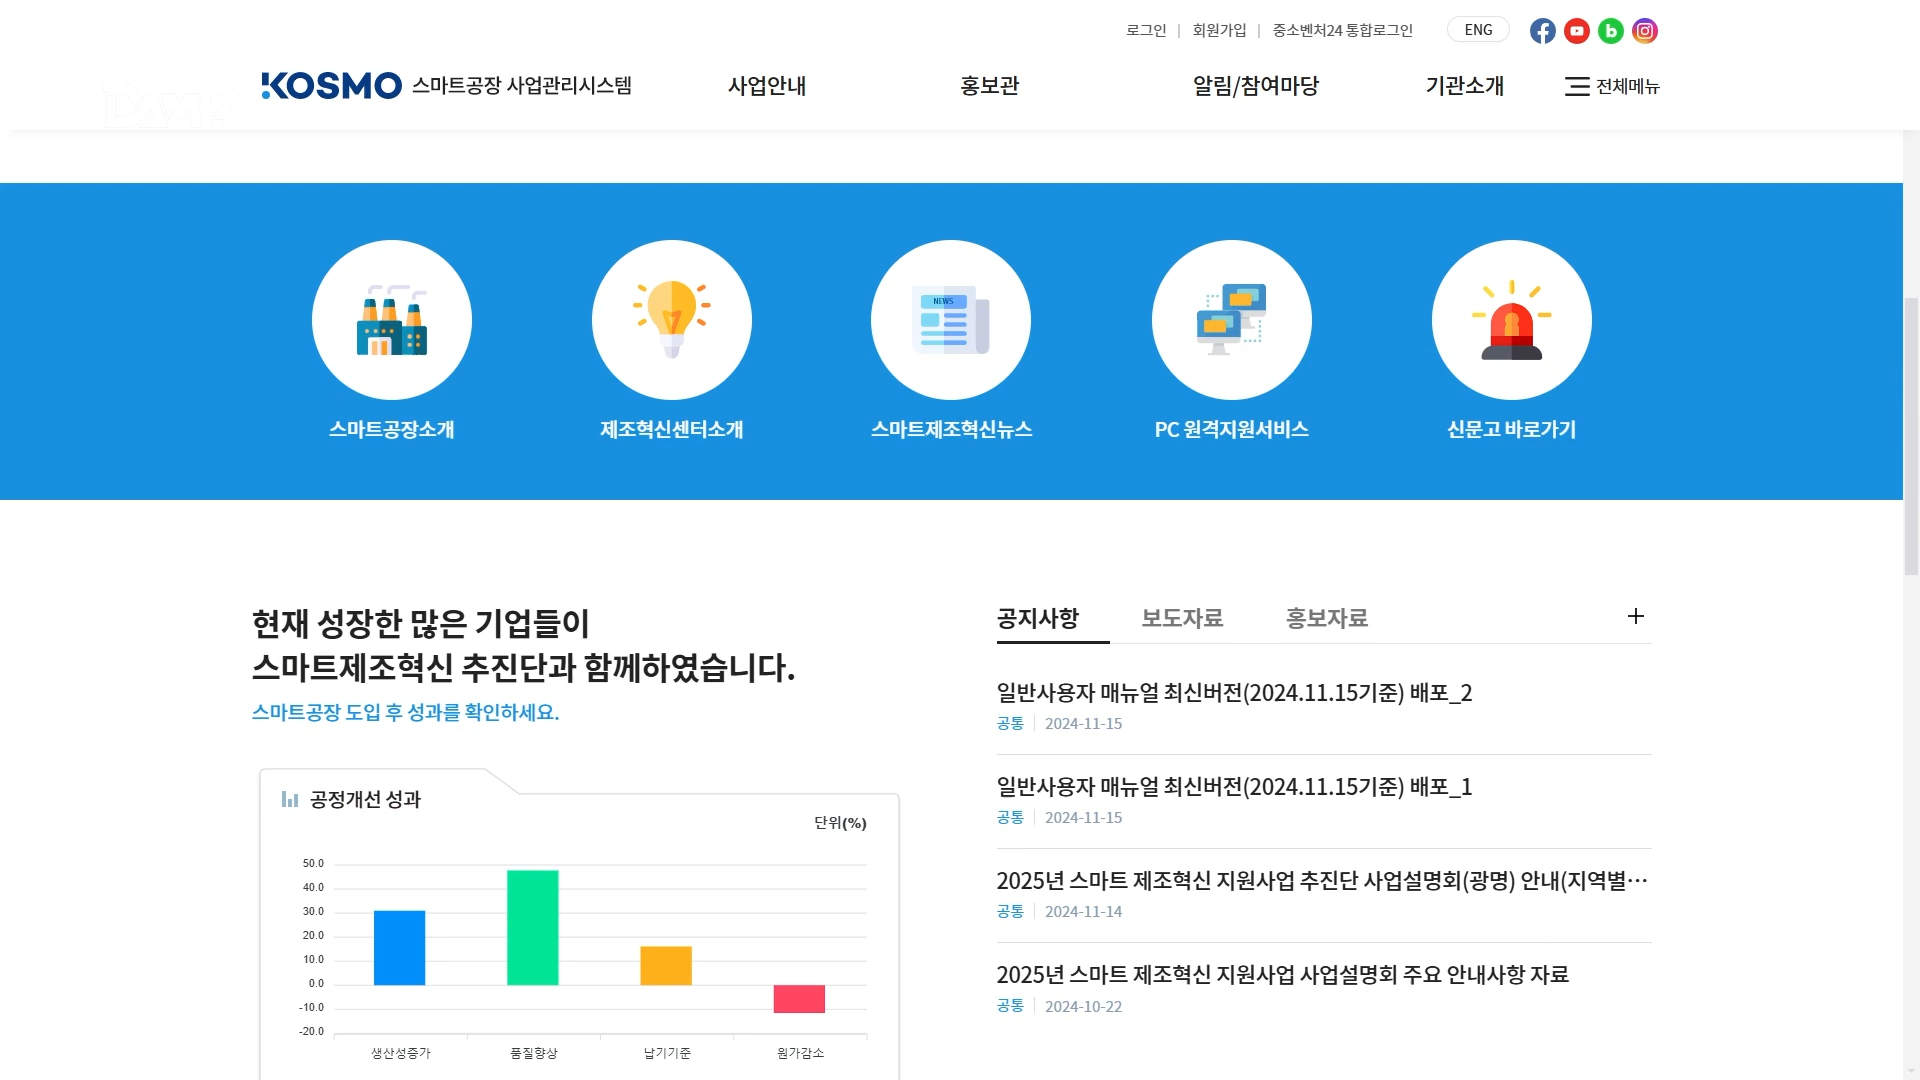 로그인 | 회원가입 | 중소벤처24 통합로그인 ENG
KOSMO 스마트공장 사업관리시스템 사업안내 홍보관 알림/참여마당 기관소개 전체메뉴
NEWS
스마트공장소개 제조혁신센터소개 스마트제조혁신뉴스 PC 원격지원서비스 신문고 바로가기
현재 성장한 많은 기업들이
스마트제조혁신 추진단과 함께하였습니다.
스마트공장 도입 후 성과를 확인하세요.
공정개선 성과
단위(%)
50.0
40.0
30.0
20.0
10.0
0.0
-10.0
-20.0
생산성증가 품질향상 납기기준 원가감소
공지사항 보도자료 홍보자료 +
일반사용자 매뉴얼 최신버전(2024.11.15기준) 배포_2
공통 | 2024-11-15
일반사용자 매뉴얼 최신버전(2024.11.15기준) 배포_1
공통 | 2024-11-15
2025년 스마트 제조혁신 지원사업 추진단 사업설명회(광명) 안내(지역별…
공통 | 2024-11-14
2025년 스마트 제조혁신 지원사업 사업설명회 주요 안내사항 자료
공통 | 2024-10-22